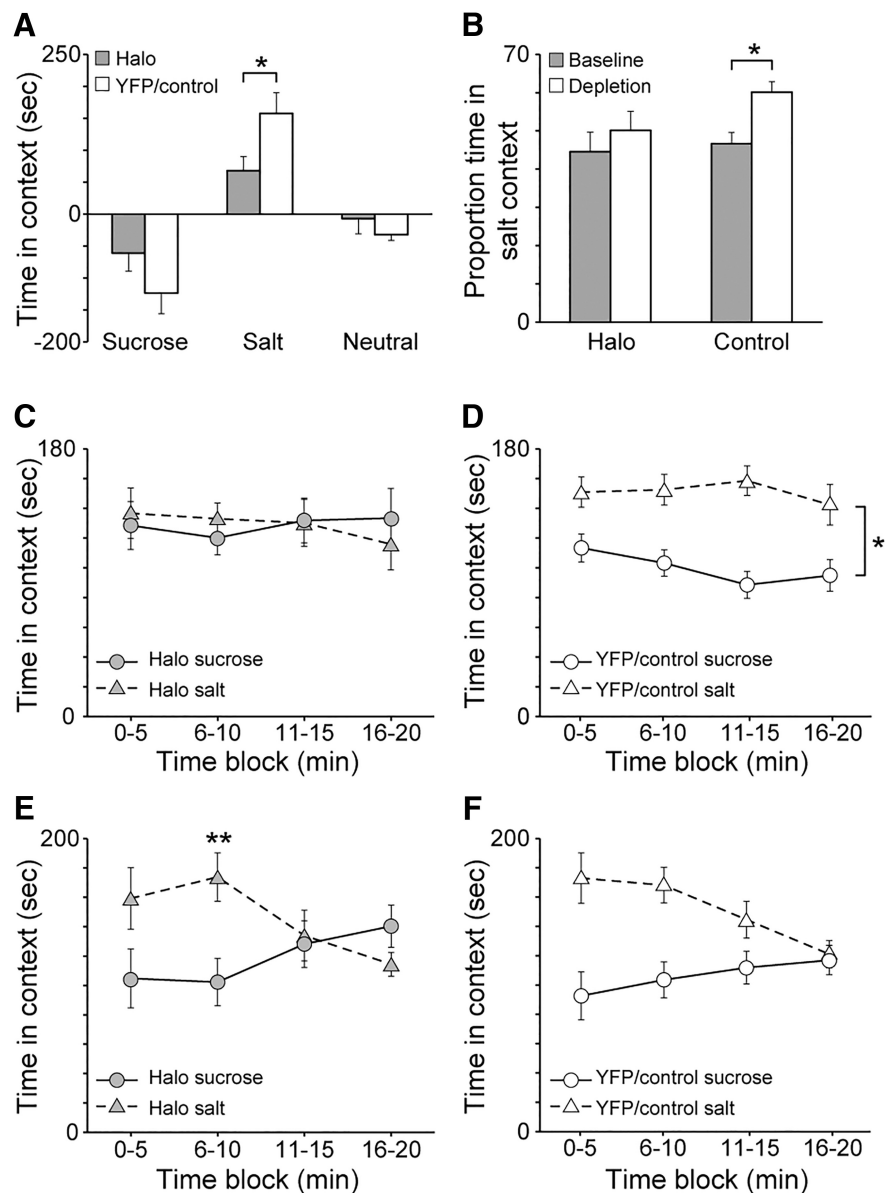 A
250
Halo
YFP/control
*
0
-200
Time in context (sec)
Sucrose Salt Neutral
B
70
Baseline
Depletion
*
0
Proportion time in
salt context
Halo Control
C
180
0
Time in context (sec)
Halo sucrose
Halo salt
0-5 6-10 11-15 16-20
Time block (min)
D
180
0
Time in context (sec)
*
YFP/control sucrose
YFP/control salt
0-5 6-10 11-15 16-20
Time block (min)
E
200
0
Time in context (sec)
**
Halo sucrose
Halo salt
0-5 6-10 11-15 16-20
Time block (min)
F
200
0
Time in context (sec)
YFP/control sucrose
YFP/control salt
0-5 6-10 11-15 16-20
Time block (min)